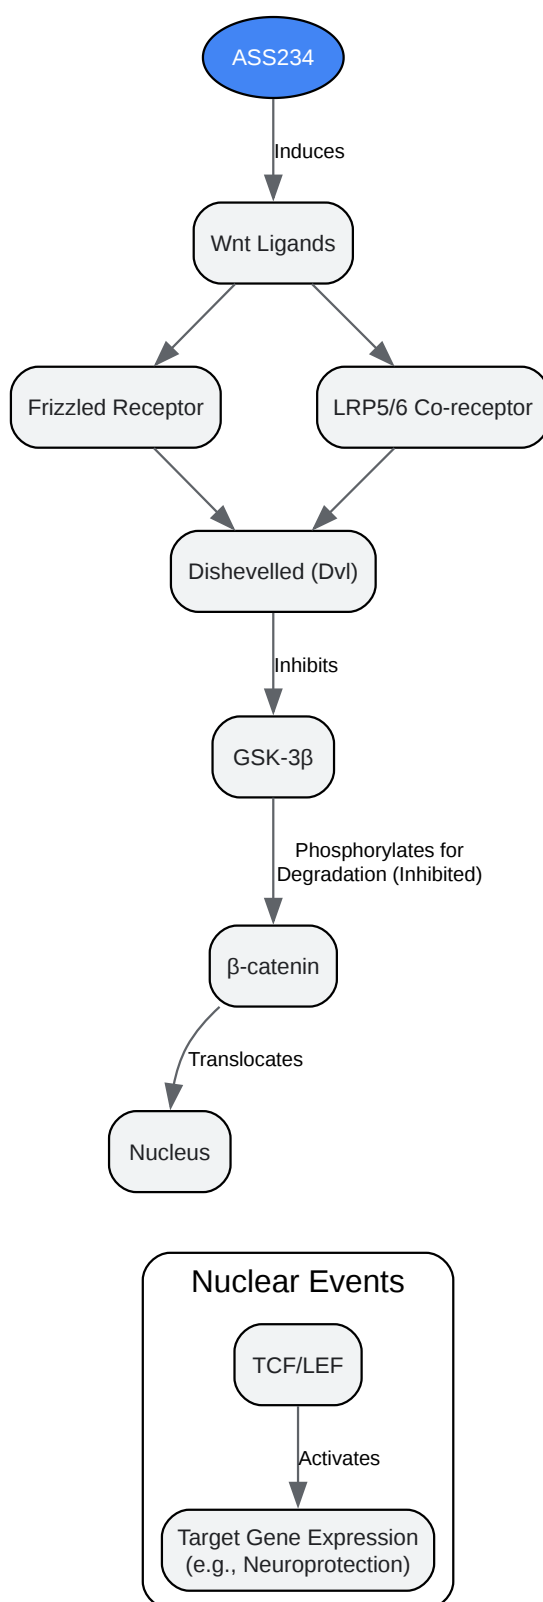 ASS234
Induces
Wnt Ligands
Frizzled Receptor
LRP5/6 Co-receptor
Dishevelled (Dvl)
Inhibits
GSK-3β
Phosphorylates for
Degradation (Inhibited)
β-catenin
Translocates
Nucleus
Nuclear Events
TCF/LEF
Activates
Target Gene Expression
(e.g., Neuroprotection)